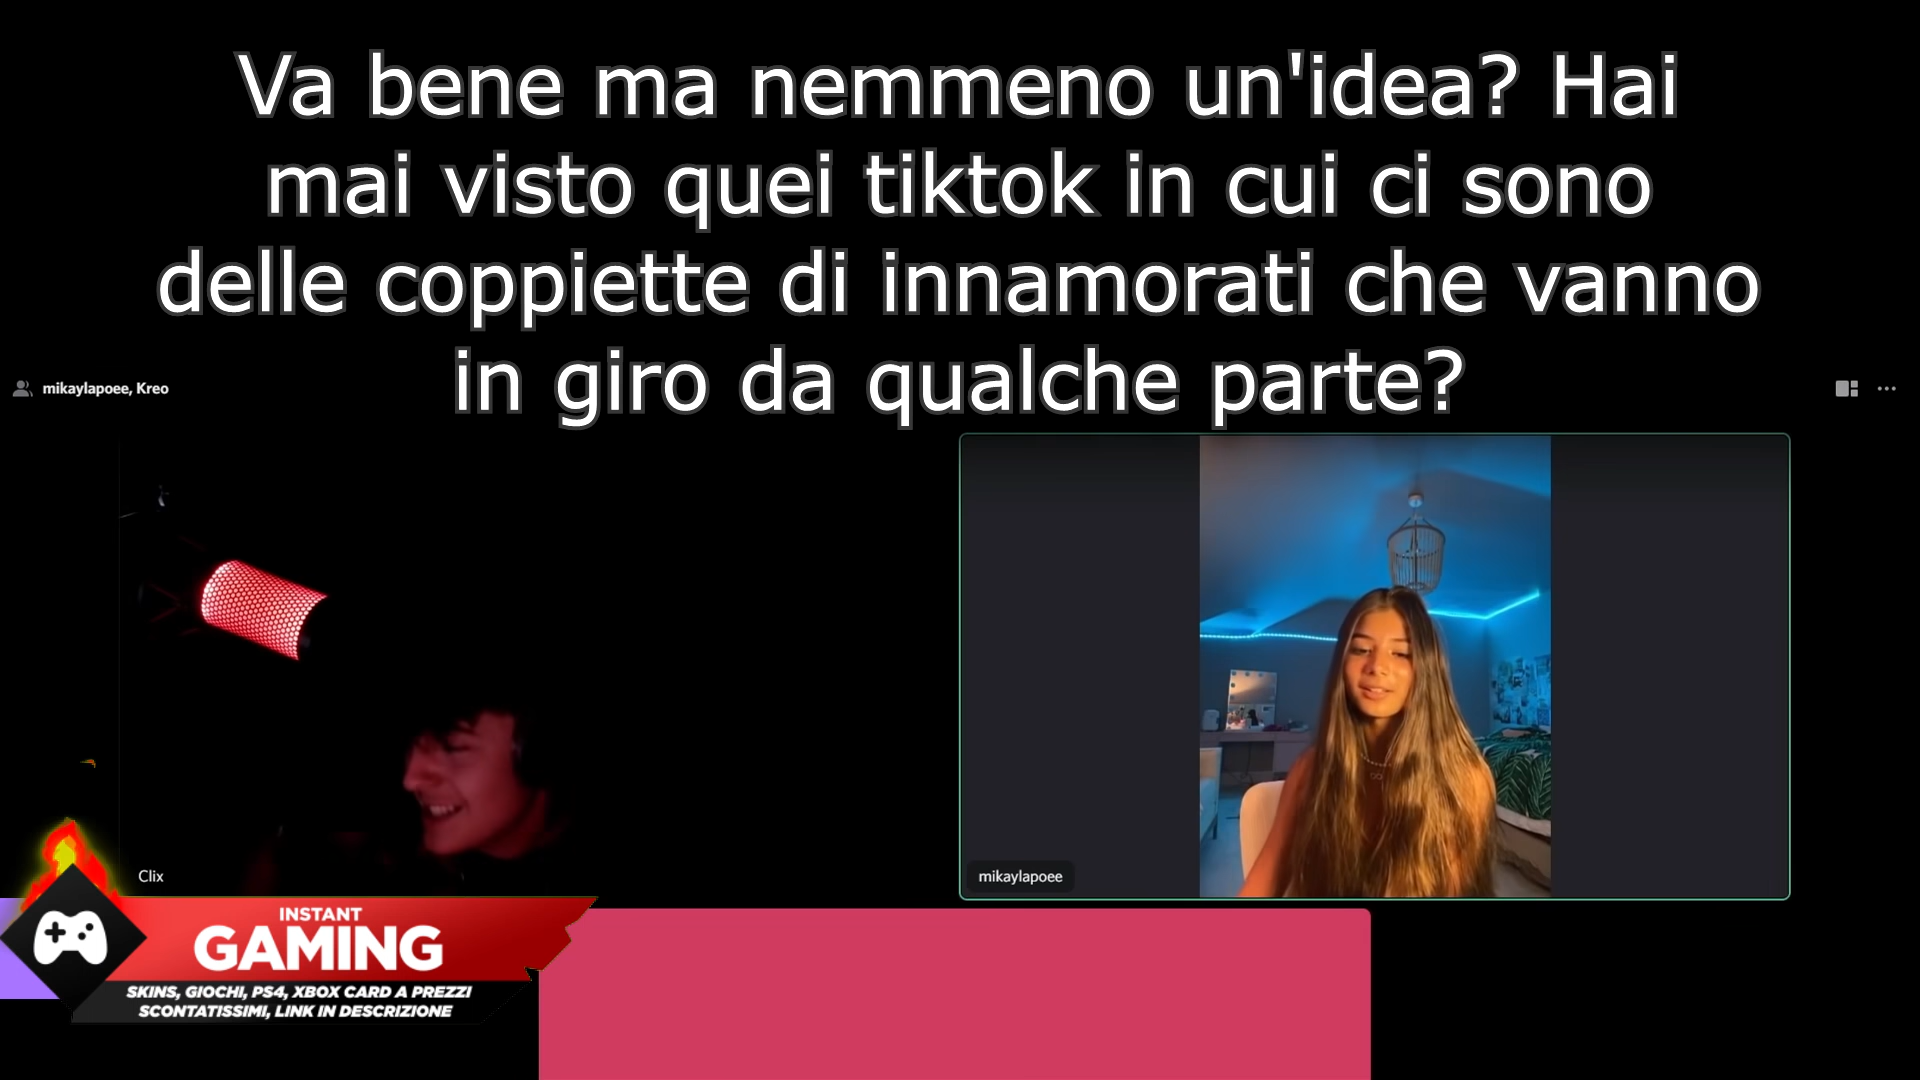 Va bene ma nemmeno un'idea? Hai
mai visto quei tiktok in cui ci sono
delle coppiette di innamorati che vanno
in giro da qualche parte?
mikaylapoee, Kreo
Clix
mikaylapoee
INSTANT
GAMING
SKINS, GIOCHI, PS4, XBOX CARD A PREZZI
SCONTATISSIMI, LINK IN DESCRIZIONE